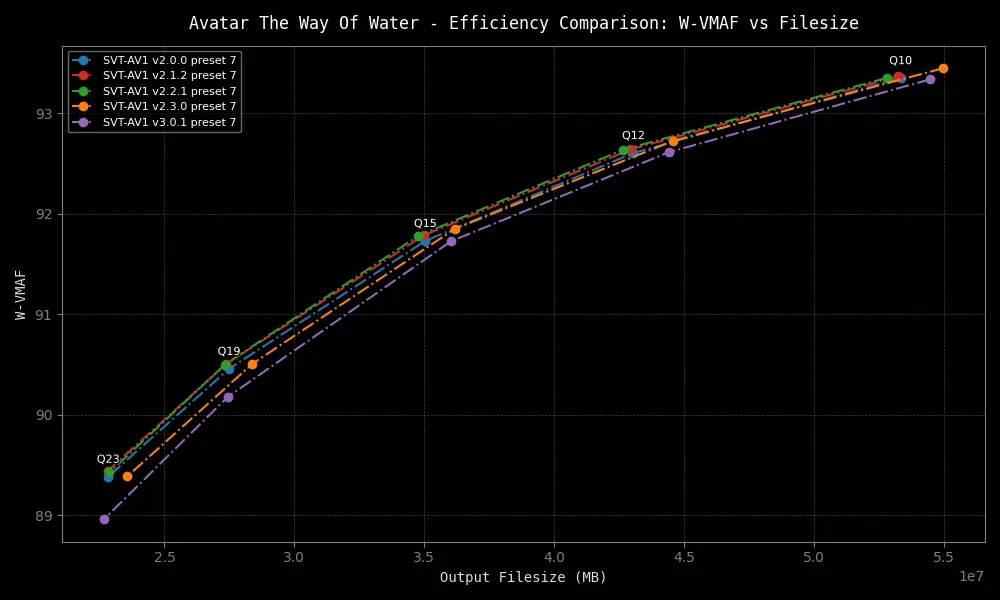 Avatar The Way Of Water - Efficiency Comparison: W-VMAF vs Filesize
SVT-AV1 v2.0.0 preset 7
SVT-AV1 v2.1.2 preset 7
SVT-AV1 v2.2.1 preset 7
SVT-AV1 v2.3.0 preset 7
SVT-AV1 v3.0.1 preset 7
Q10
Q12
Q15
Q19
Q23
W-VMAF
93
92
91
90
89
2.5
3.0
3.5
4.0
4.5
5.0
5.5
1e7
Output Filesize (MB)